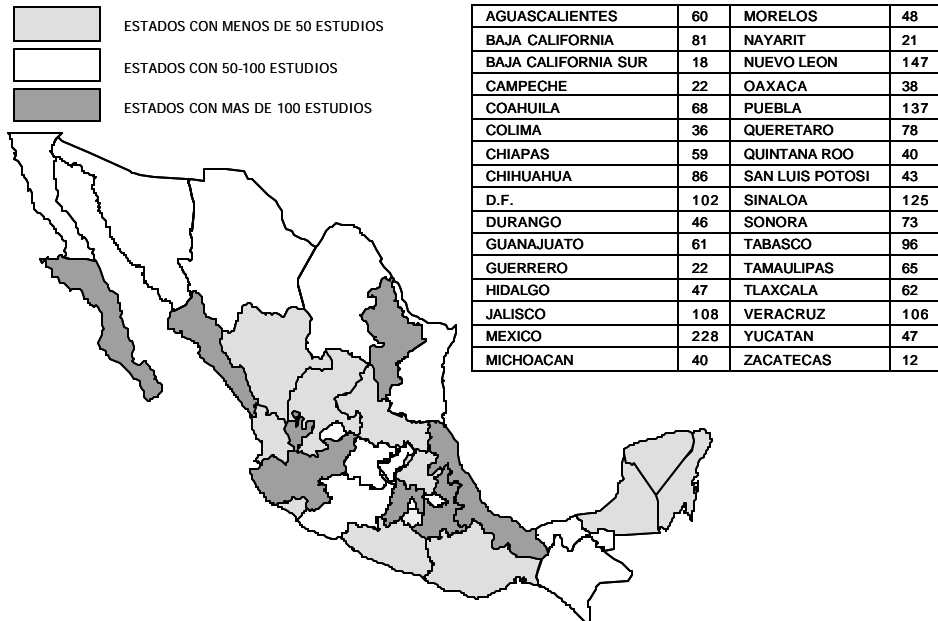 ESTADOS CON MENOS DE 50 ESTUDIOS
ESTADOS CON 50-100 ESTUDIOS
ESTADOS CON MAS DE 100 ESTUDIOS
AGUASCALIENTES 60 MORELOS 48
BAJA CALIFORNIA 81 NAYARIT 21
BAJA CALIFORNIA SUR 18 NUEVO LEON 147
CAMPECHE 22 OAXACA 38
COAHUILA 68 PUEBLA 137
COLIMA 36 QUERETARO 78
CHIAPAS 59 QUINTANA ROO 40
CHIHUAHUA 86 SAN LUIS POTOSI 43
D.F. 102 SINALOA 125
DURANGO 46 SONORA 73
GUANAJUATO 61 TABASCO 96
GUERRERO 22 TAMAULIPAS 65
HIDALGO 47 TLAXCALA 62
JALISCO 108 VERACRUZ 106
MEXICO 228 YUCATAN 47
MICHOACAN 40 ZACATECAS 12